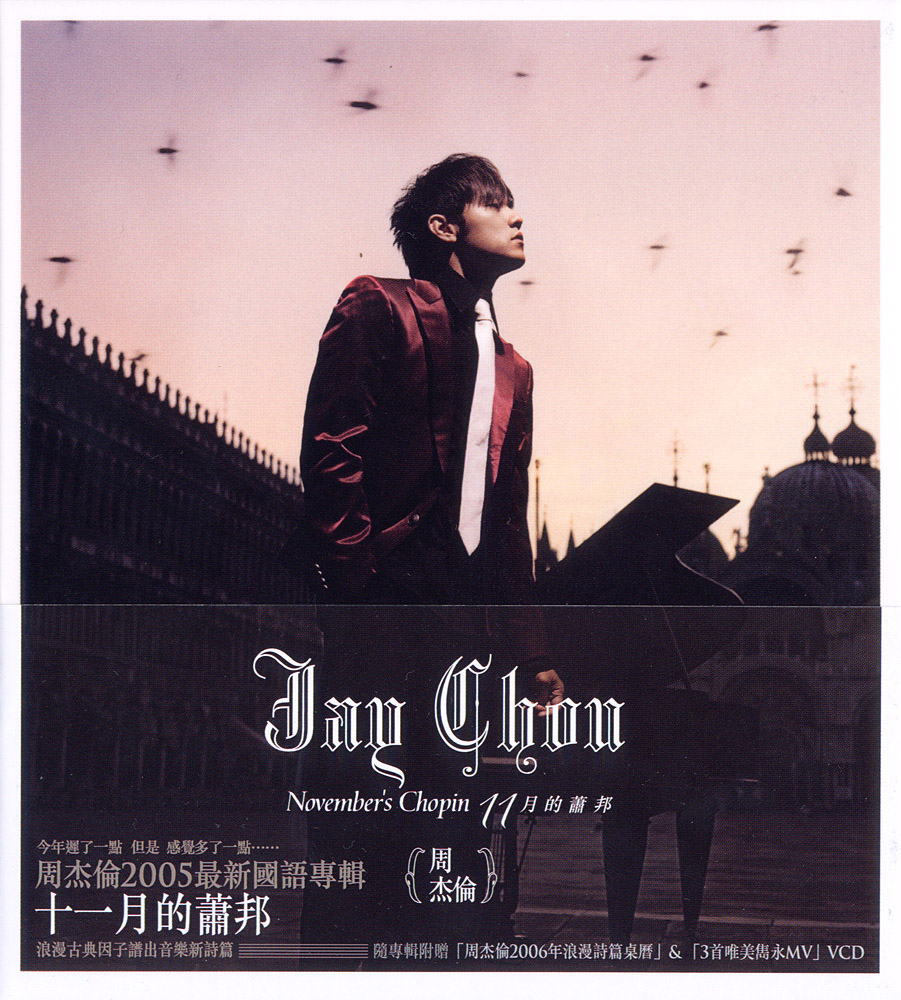 Jay Chou
November's Chopin 11月的蕭邦
周
杰倫
今年遲了一點 但是 感覺多了一點⋯⋯
周杰倫2005最新國語專輯
十一月的蕭邦
浪漫古典因子譜出音樂新詩篇
隨專輯附贈「周杰倫2006年浪漫詩篇桌曆」&「3首唯美雋永MV」VCD